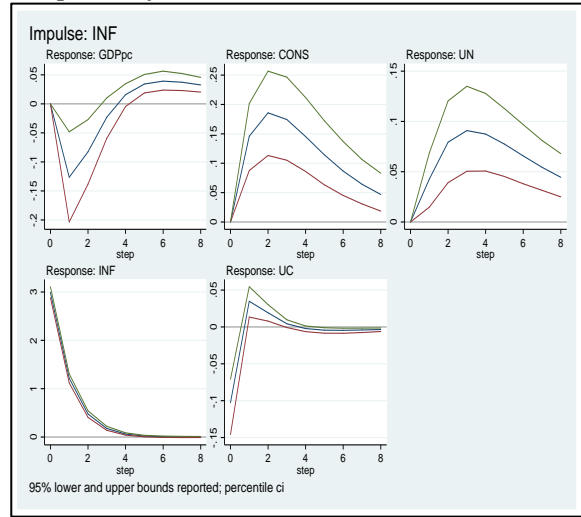 Impulse: INF
Response: GDPpc
Response: CONS
Response: UN
.05
0
-.05
-.1
-.15
-.2
0 2 4 6 8
step
.25
.2
.15
.1
.05
0
0 2 4 6 8
step
.15
.1
.05
0
0 2 4 6 8
step
Response: INF
Response: UC
3
2
1
0
0 2 4 6 8
step
.05
0
-.05
-.1
-.15
0 2 4 6 8
step
95% lower and upper bounds reported; percentile ci